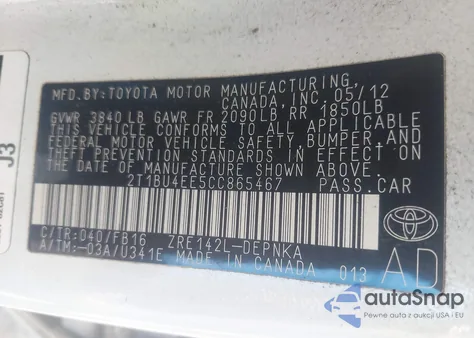 MFD. BY: TOYOTA MOTOR MANUFACTURING,
CANADA, INC. 05/12
GVWR 3840 LB GAWR FR 2090LB RR 1850LB
THIS VEHICLE CONFORMS TO ALL APPLICABLE
FEDERAL MOTOR VEHICLE SAFETY, BUMPER, AND
THEFT PREVENTION STANDARDS IN EFFECT ON
THE DATE OF MANUFACTURE SHOWN ABOVE.
2T1BU4EE5CC865467 PASS.CAR
C/TR:040/FB16 ZRE142L-DEPNKA
A/TM:-03A/U341E MADE IN CANADA 013
TOYOTA
AD
J3
autoSnap
Pewne auta z aukcji USA i EU